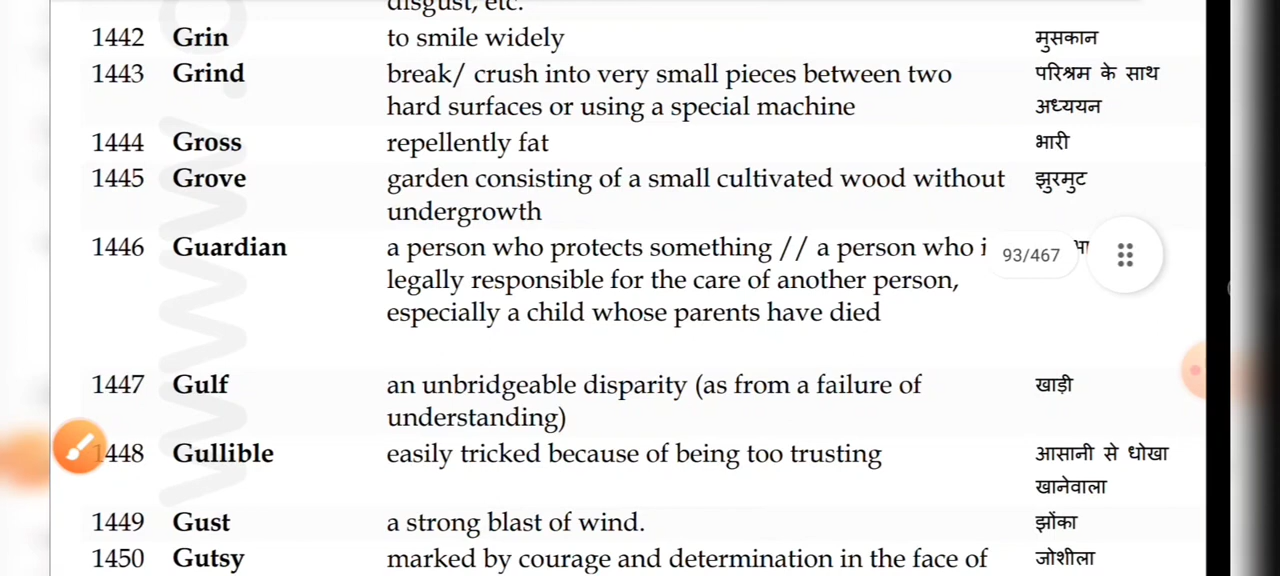 disgust, etc.
1442 Grin to smile widely मुसकान
1443 Grind break/ crush into very small pieces between two परिश्रम के साथ
hard surfaces or using a special machine अध्ययन
1444 Gross repellently fat भारी
1445 Grove garden consisting of a small cultivated wood without झुरमुट
undergrowth
1446 Guardian a person who protects something // a person who i 93/467
legally responsible for the care of another person,
especially a child whose parents have died
1447 Gulf an unbridgeable disparity (as from a failure of खाड़ी
understanding)
1448 Gullible easily tricked because of being too trusting आसानी से धोखा
खानेवाला
1449 Gust a strong blast of wind. झोंका
1450 Gutsy marked by courage and determination in the face of जोशीला
www.